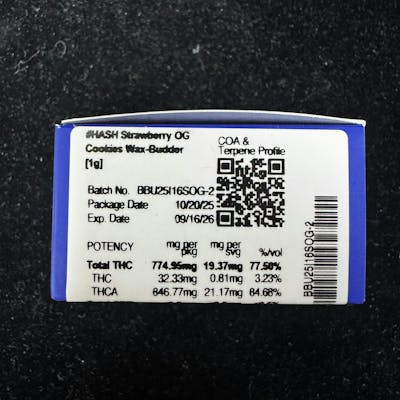 #HASH Strawberry OG
Cookies Wax-Budder
[1g]
COA &
Terpene Profile
Batch No. BBU25I16SOG-2
Package Date 10/20/25
Exp. Date 09/16/26
POTENCY mg per pkg mg per svg %/vol
Total THC 774.95mg 19.37mg 77.50%
THC 32.33mg 0.81mg 3.23%
THCA 846.77mg 21.17mg 84.68%
BBU25I16SOG-2